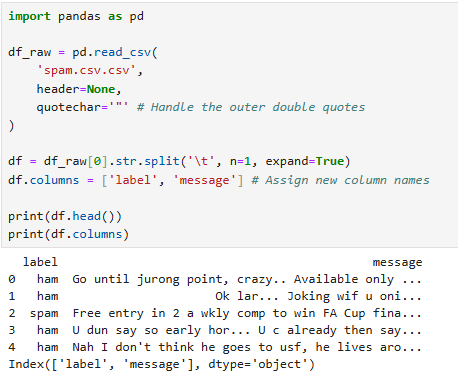 import pandas as pd
df_raw = pd.read_csv(
'spam.csv.csv',
header=None,
quotechar='"' # Handle the outer double quotes
)
df = df_raw[0].str.split('\t', n=1, expand=True)
df.columns = ['label', 'message'] # Assign new column names
print(df.head())
print(df.columns)
label message
0 ham Go until jurong point, crazy.. Available only ...
1 ham Ok lar... Joking wif u oni...
2 spam Free entry in 2 a wkly comp to win FA Cup fina...
3 ham U dun say so early hor... U c already then say...
4 ham Nah I don't think he goes to usf, he lives aro...
Index(['label', 'message'], dtype='object')